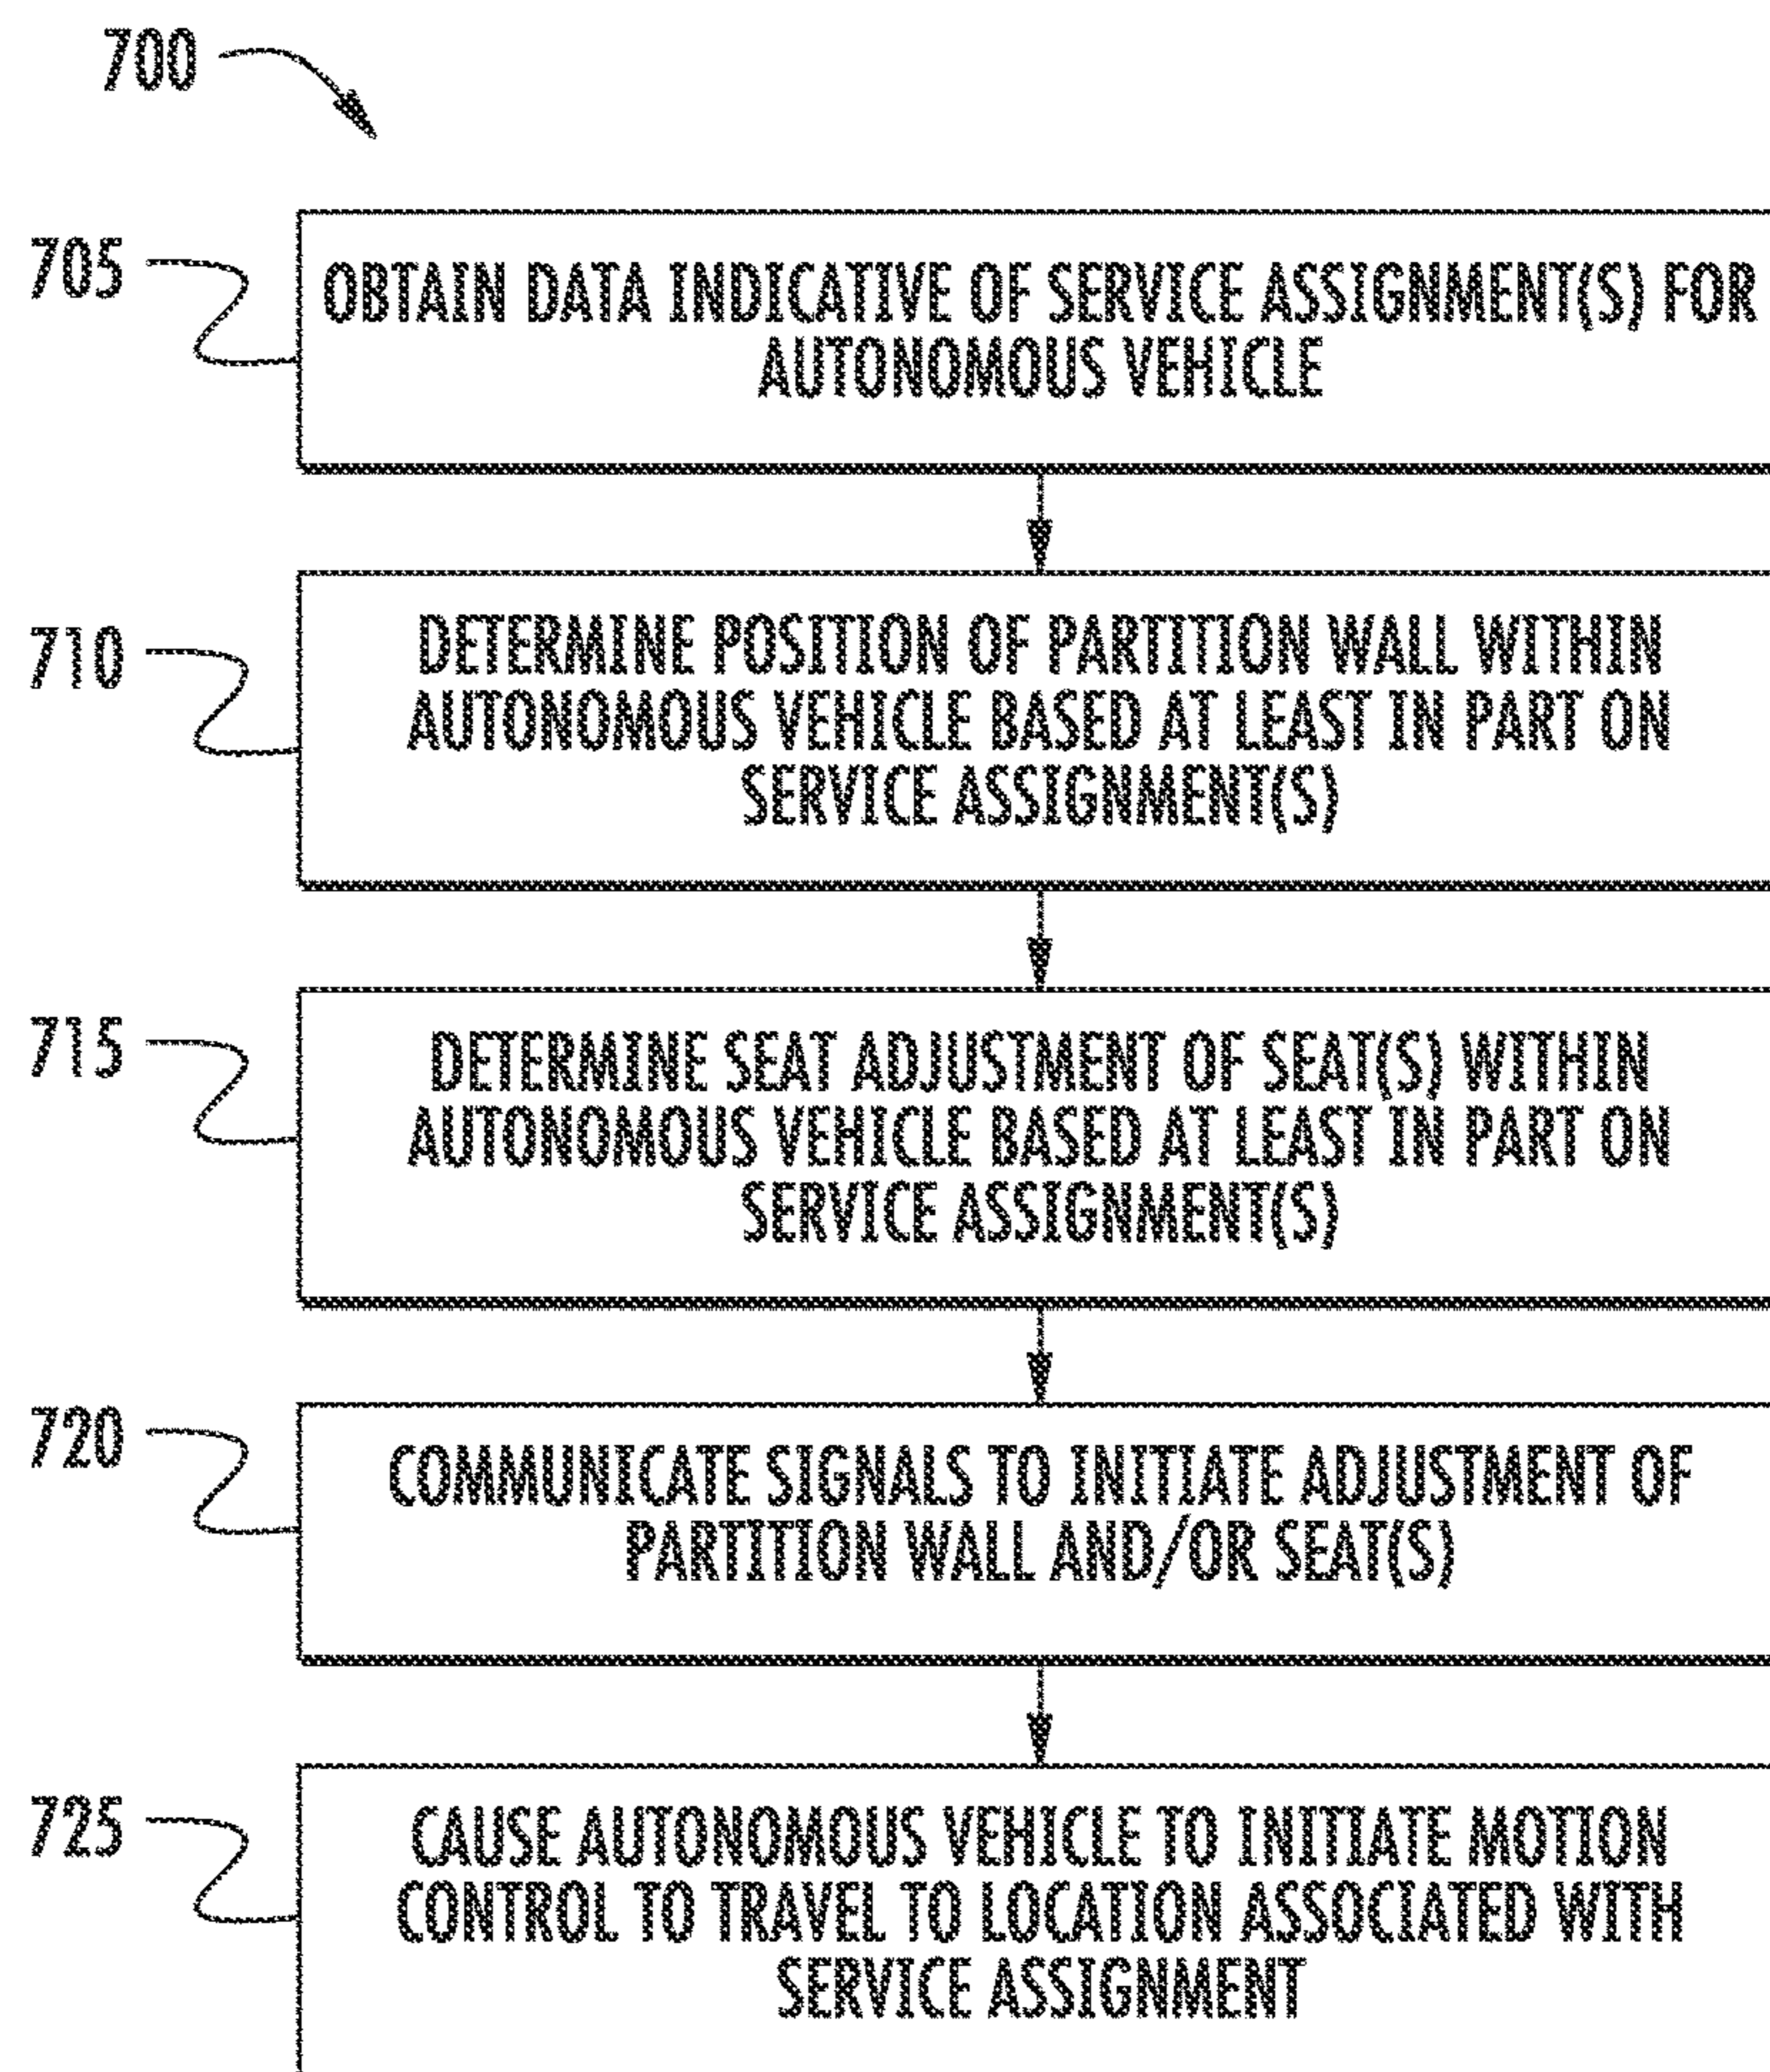 700
705
OBTAIN DATA INDICATIVE OF SERVICE ASSIGNMENT(S) FOR
AUTONOMOUS VEHICLE
710
DETERMINE POSITION OF PARTITION WALL WITHIN
AUTONOMOUS VEHICLE BASED AT LEAST IN PART ON
SERVICE ASSIGNMENT(S)
715
DETERMINE SEAT ADJUSTMENT OF SEAT(S) WITHIN
AUTONOMOUS VEHICLE BASED AT LEAST IN PART ON
SERVICE ASSIGNMENT(S)
720
COMMUNICATE SIGNALS TO INITIATE ADJUSTMENT OF
PARTITION WALL AND/OR SEAT(S)
725
CAUSE AUTONOMOUS VEHICLE TO INITIATE MOTION
CONTROL TO TRAVEL TO LOCATION ASSOCIATED WITH
SERVICE ASSIGNMENT